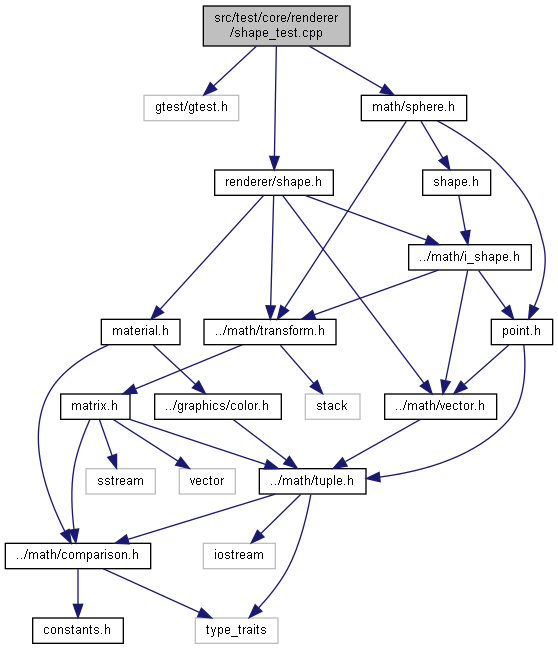 src/test/core/renderer
/shape_test.cpp
gtest/gtest.h
math/sphere.h
renderer/shape.h
shape.h
../math/i_shape.h
material.h
../math/transform.h
point.h
matrix.h
../graphics/color.h
stack
../math/vector.h
sstream
vector
../math/tuple.h
../math/comparison.h
iostream
constants.h
type_traits